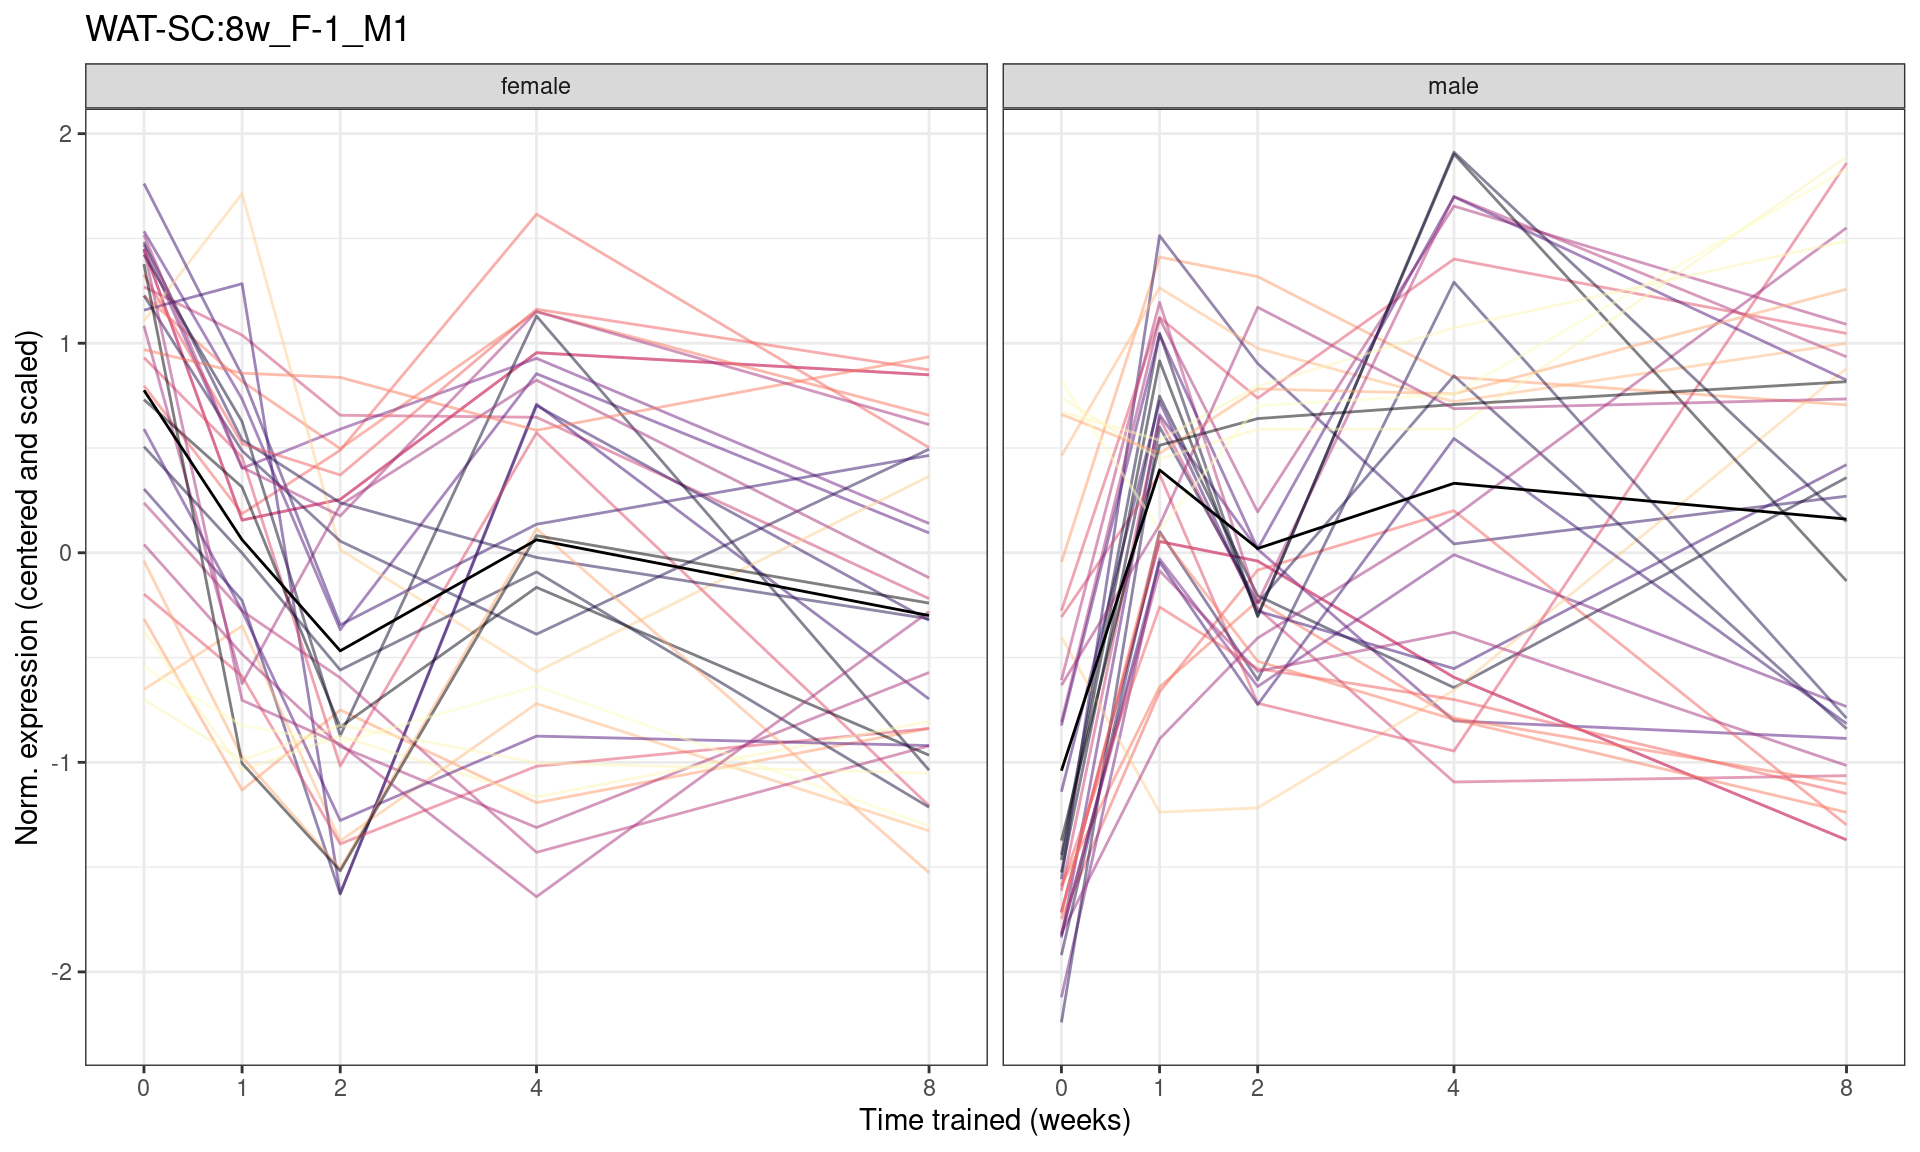 WAT-SC:8w_F-1_M1
female
male
Norm. expression (centered and scaled)
2
1
0
-1
-2
0 1 2 4 8
0 1 2 4 8
Time trained (weeks)